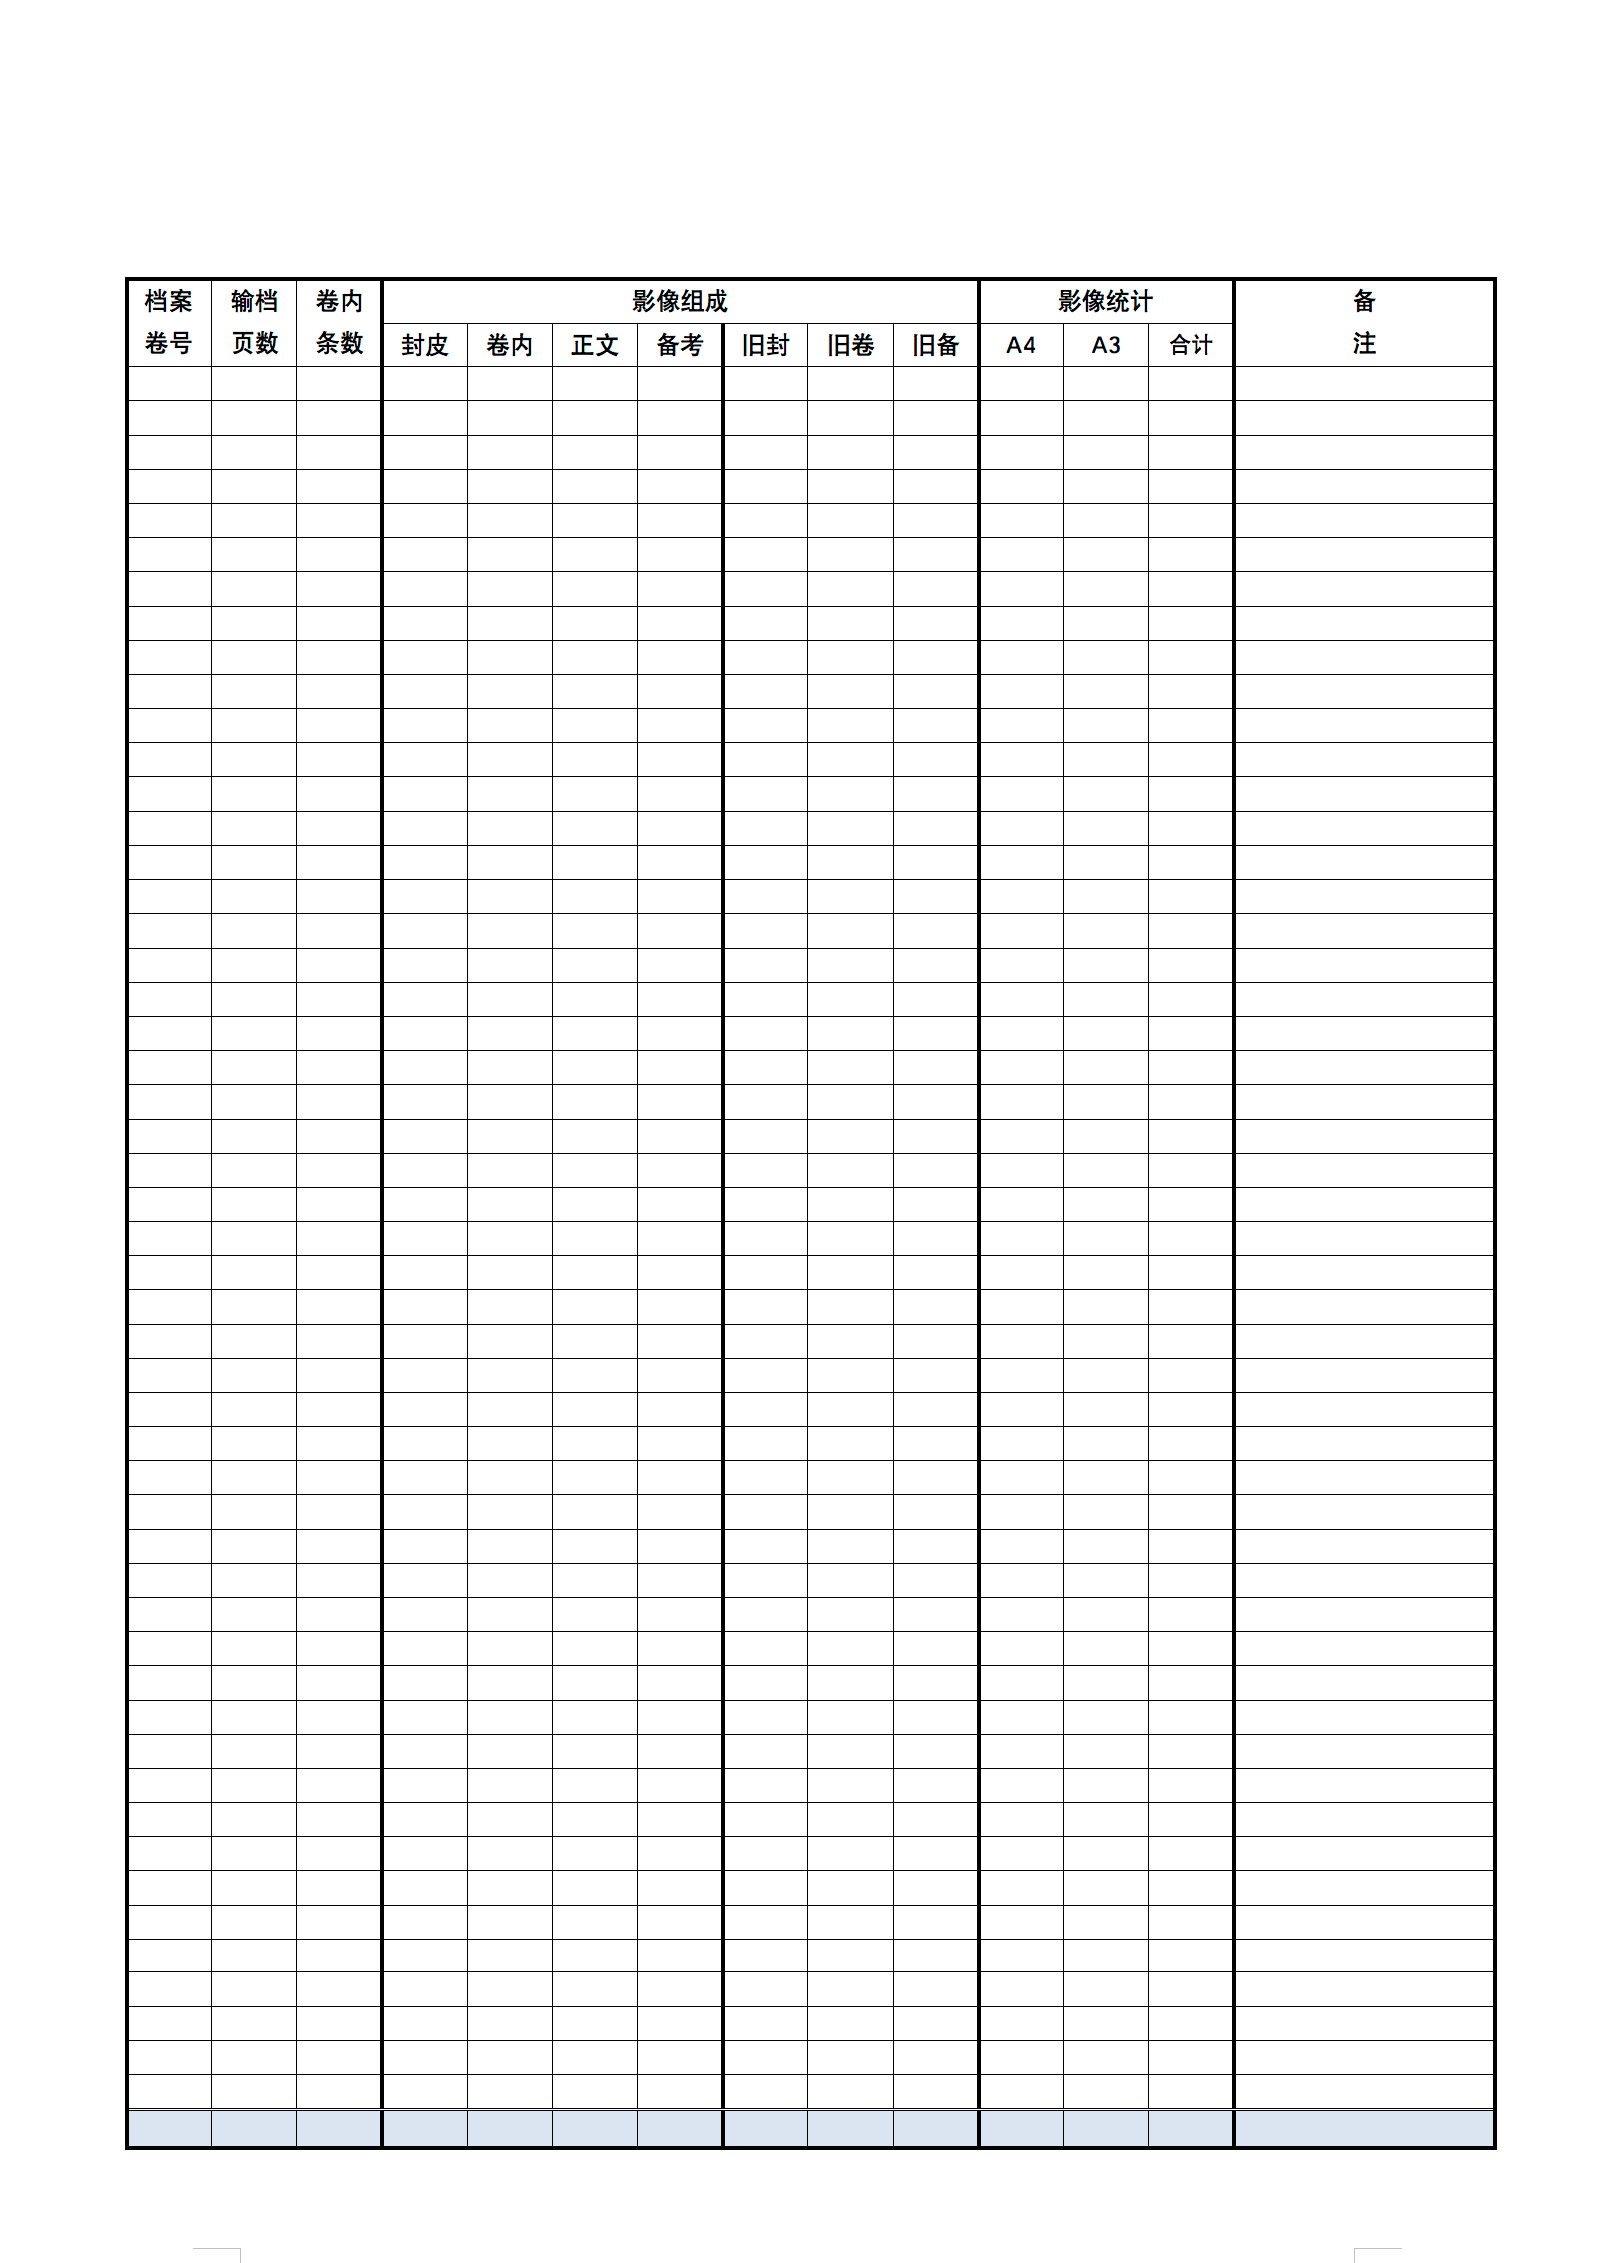 档案 输档 卷内 影像组成 影像统计 备
卷号 页数 条数 封皮 卷内 正文 备考 旧封 旧卷 旧备 A4 A3 合计 注